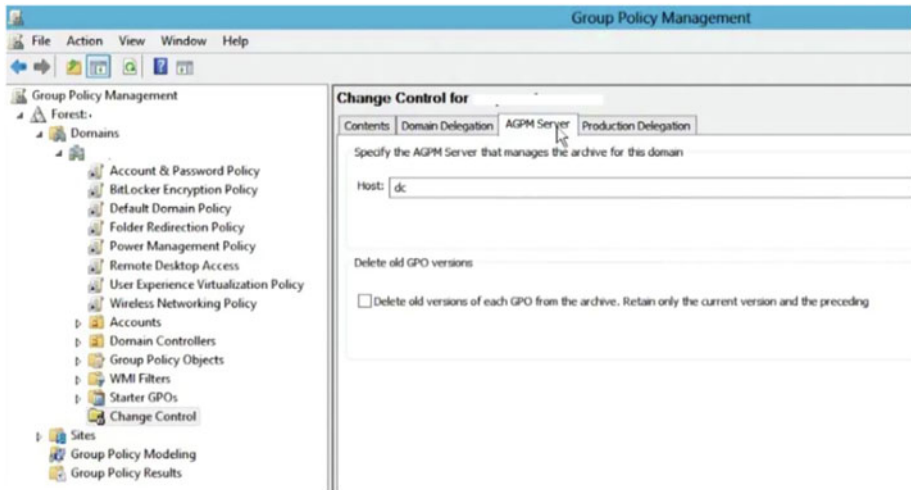 Group Policy Management
File Action View Window Help
Group Policy Management
Forest:
Domains
Account & Password Policy
BitLocker Encryption Policy
Default Domain Policy
Folder Redirection Policy
Power Management Policy
Remote Desktop Access
User Experience Virtualization Policy
Wireless Networking Policy
Accounts
Domain Controllers
Group Policy Objects
WMI Filters
Starter GPOs
Change Control
Sites
Group Policy Modeling
Group Policy Results
Change Control for
Contents Domain Delegation AGPM Server Production Delegation
Specify the AGPM Server that manages the archive for this domain
Host: dc
Delete old GPO versions
Delete old versions of each GPO from the archive. Retain only the current version and the preceding